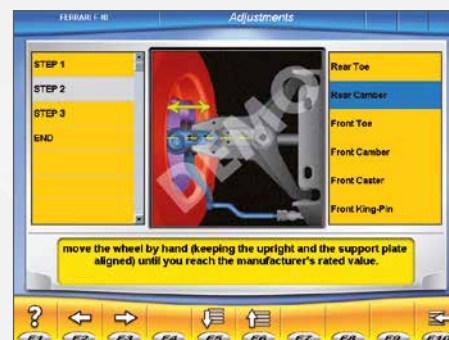 Adjustments
STEP 1
STEP 2
STEP 3
END
DEMO
Rear Toe
Rear Camber
Front Toe
Front Camber
Front Caster
Front King-Pin
move the wheel by hand (keeping the upright and the support plate
aligned) until you reach the manufacturer's rated value.
?
F1 F2 F3 F4 F5 F6 F7 F8 F9 F10